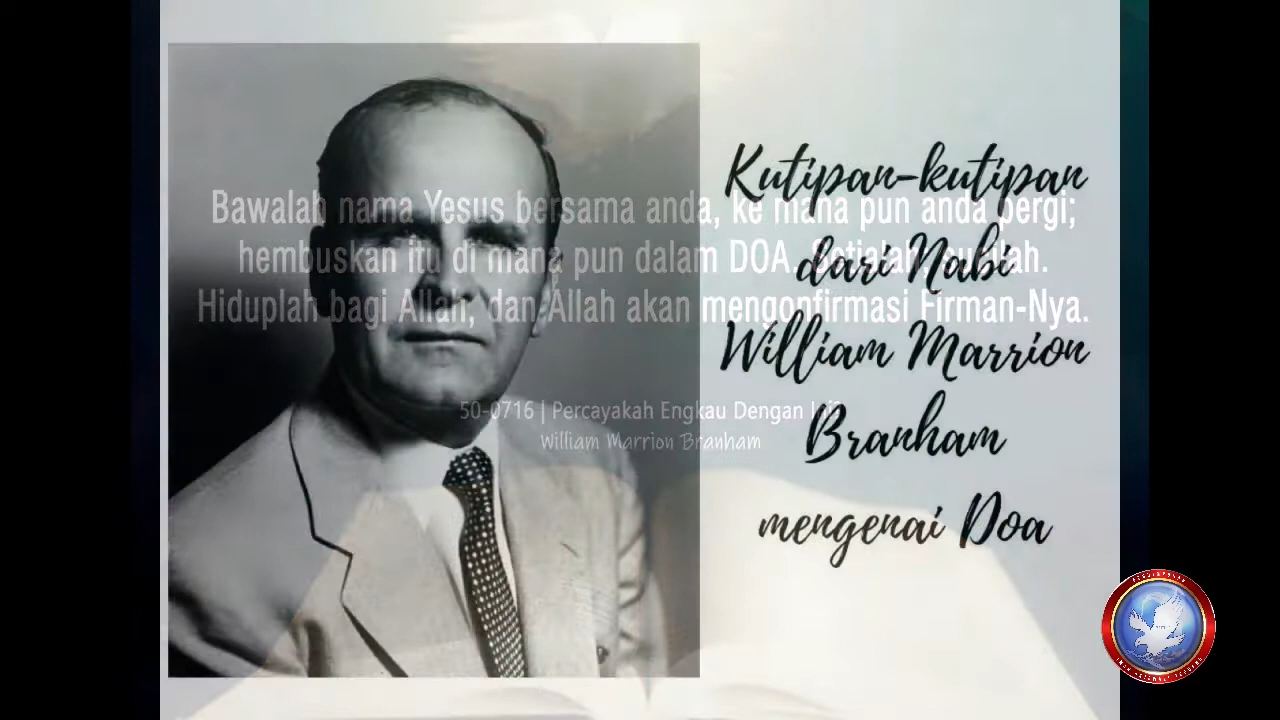 Kutipan-kutipan
dari Nabi
William Marrion
Branham
mengenai Doa
Bawalah nama Yesus bersama anda, ke mana pun anda pergi;
hembuskan itu di mana pun dalam DOA.
Hiduplah bagi Allah, dan Allah akan mengonfirmasi Firman-Nya.
50-0716 | Percayakah Engkau Dengan Ini?
William Marrion Branham